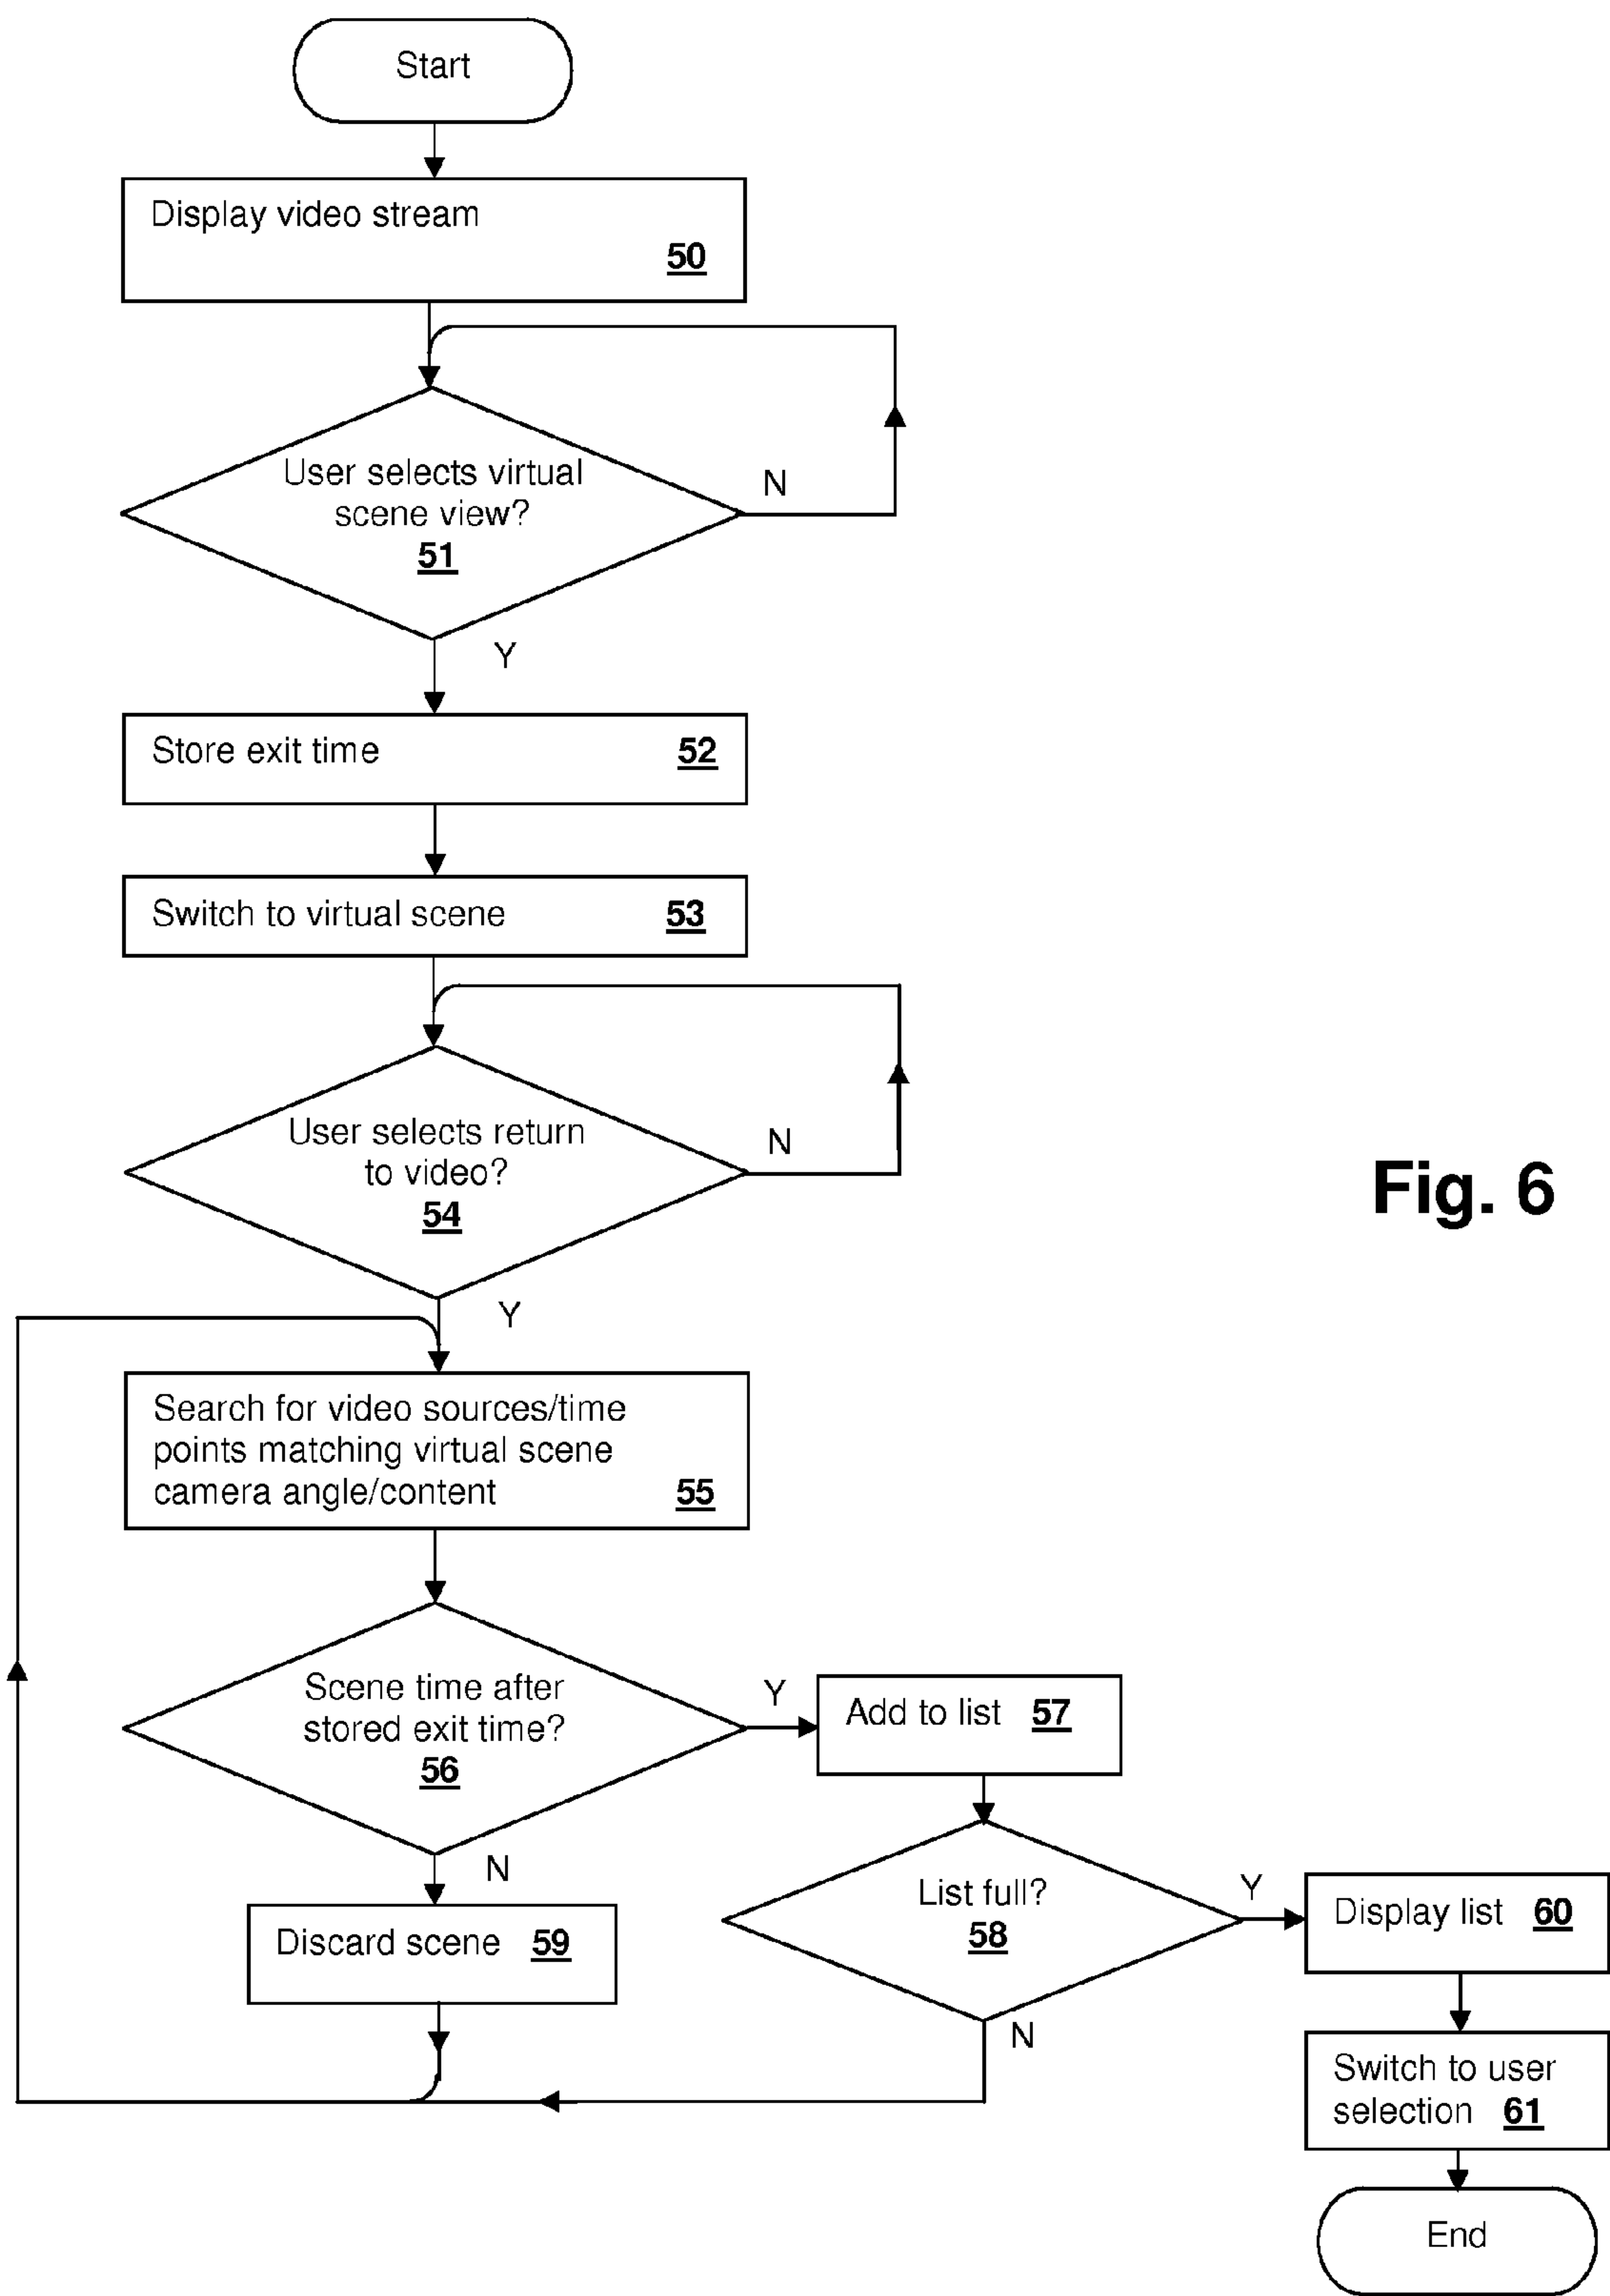 Start
Display video stream
50
User selects virtual
scene view?
51
N
Y
Store exit time 52
Switch to virtual scene 53
User selects return
to video?
54
N
Y
Fig. 6
Search for video sources/time
points matching virtual scene
camera angle/content 55
Scene time after
stored exit time?
56
Y
Add to list 57
N
List full?
58
Y
Display list 60
Discard scene 59
N
Switch to user
selection 61
End